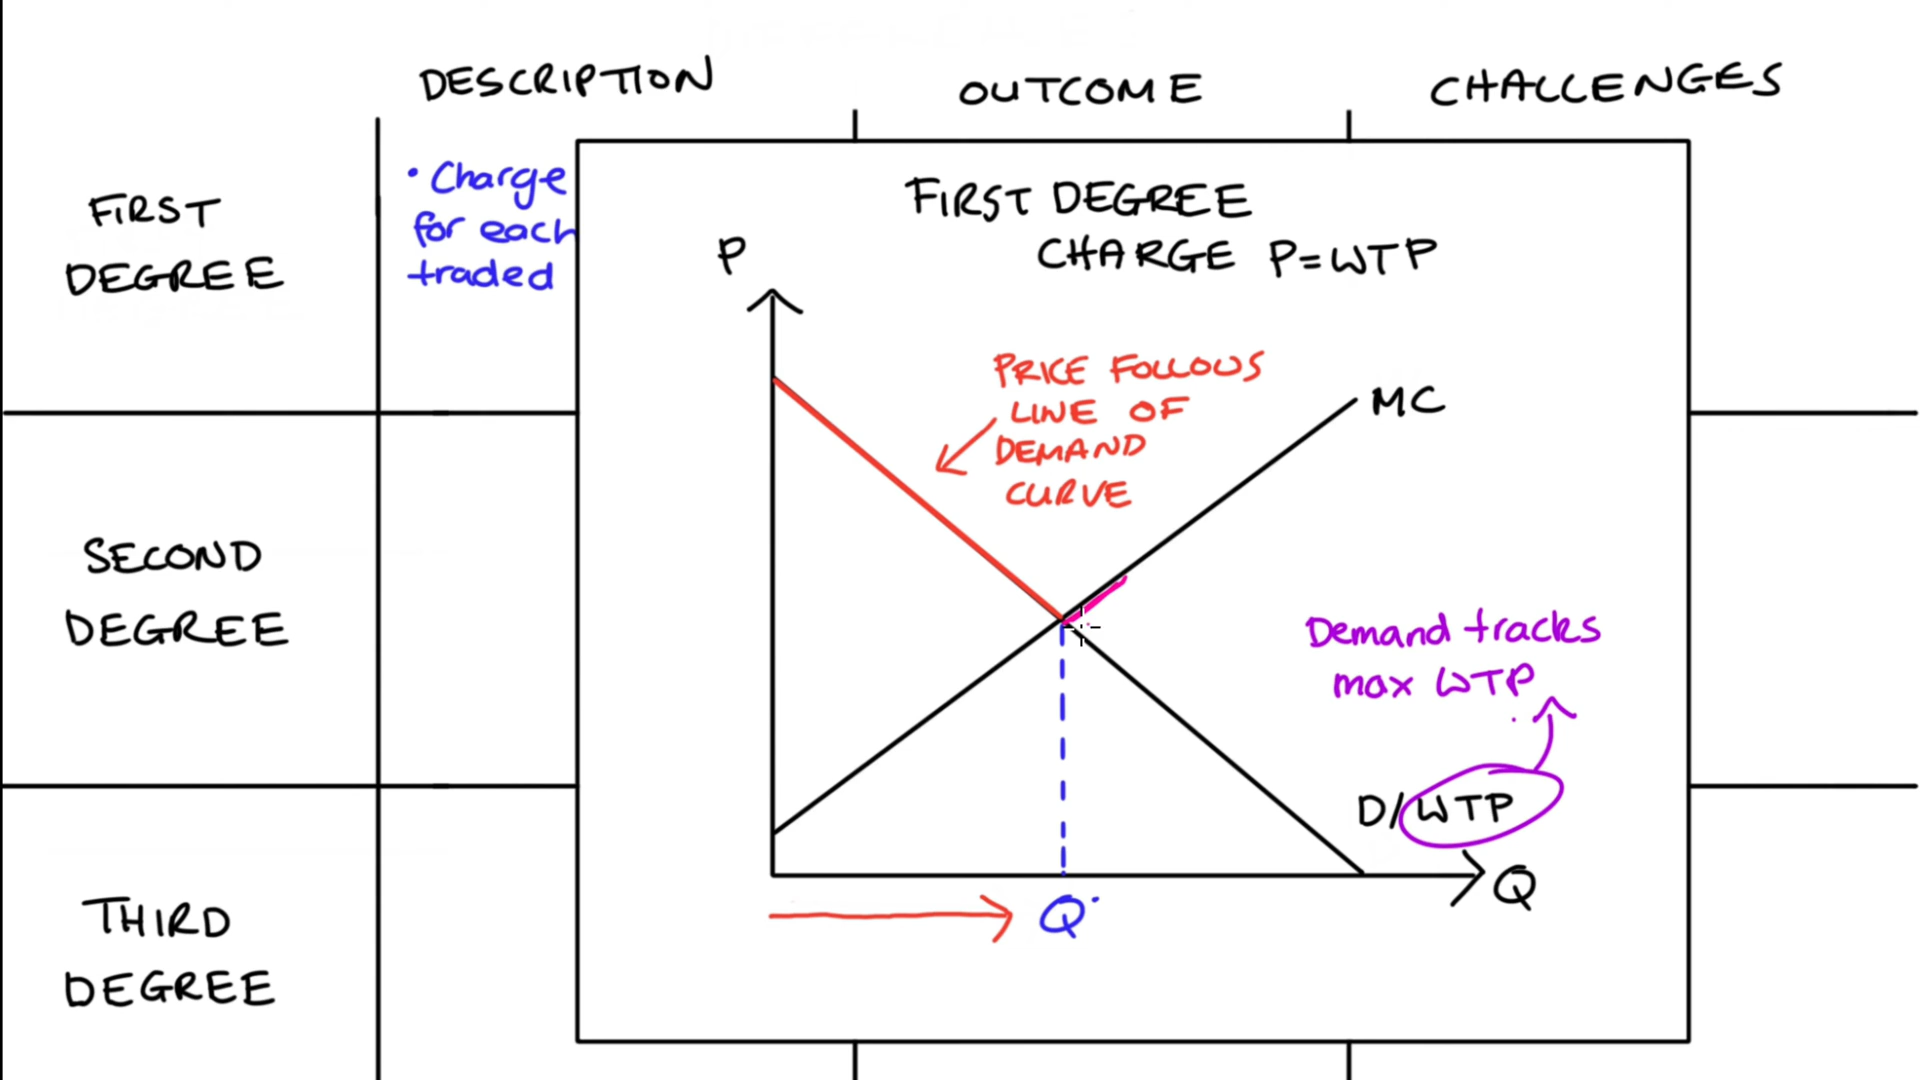 DESCRIPTION
OUTCOME
CHALLENGES
FIRST
DEGREE
• Charge
for each
traded
SECOND
DEGREE
THIRD
DEGREE
FIRST DEGREE
CHARGE P=WTP
P
PRICE FOLLOWS
LINE OF
DEMAND
CURVE
MC
Demand tracks
max WTP
D/WTP
Q
Q